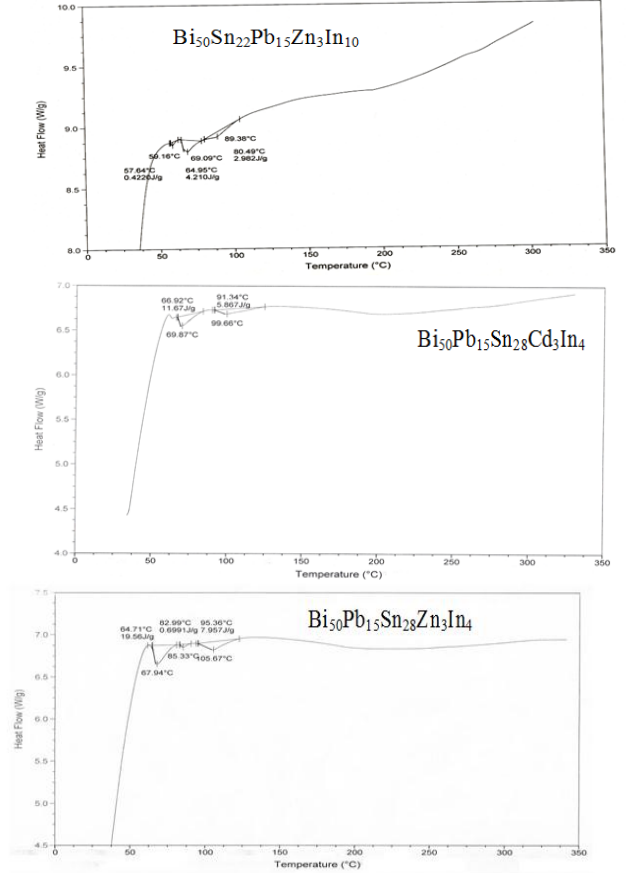 Bi₅₀Sn₂₂Pb₁₅Zn₃In₁₀
10.0
9.5
9.0
8.5
8.0
Heat Flow (W/g)
59.16°C
57.64°C
0.4220J/g
69.09°C
64.95°C
4.210J/g
89.38°C
80.49°C
2.982J/g
0
50
100
150
200
250
300
350
Temperature (°C)
7.0
6.5
6.0
5.5
5.0
4.5
4.0
Heat Flow (W/g)
66.92°C
11.67J/g
69.87°C
91.34°C
5.867J/g
99.66°C
Bi₅₀Pb₁₅Sn₂₈Cd₃In₄
0
50
100
150
200
250
300
350
Temperature (°C)
7.5
7.0
6.5
6.0
5.5
5.0
4.5
Heat Flow (W/g)
64.71°C
19.56J/g
67.94°C
82.99°C
0.6991J/g
85.33°C
95.36°C
7.957J/g
105.67°C
Bi₅₀Pb₁₅Sn₂₈Zn₃In₄
0
50
100
150
200
250
300
350
Temperature (°C)